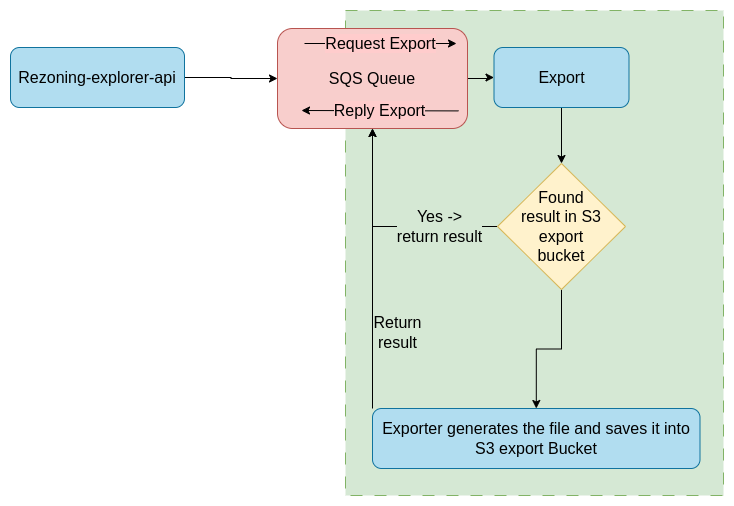 Request Export
Rezoning-explorer-api
SQS Queue
Export
Reply Export
Found
result in S3
export
bucket
Yes ->
return result
Return
result
Exporter generates the file and saves it into
S3 export Bucket